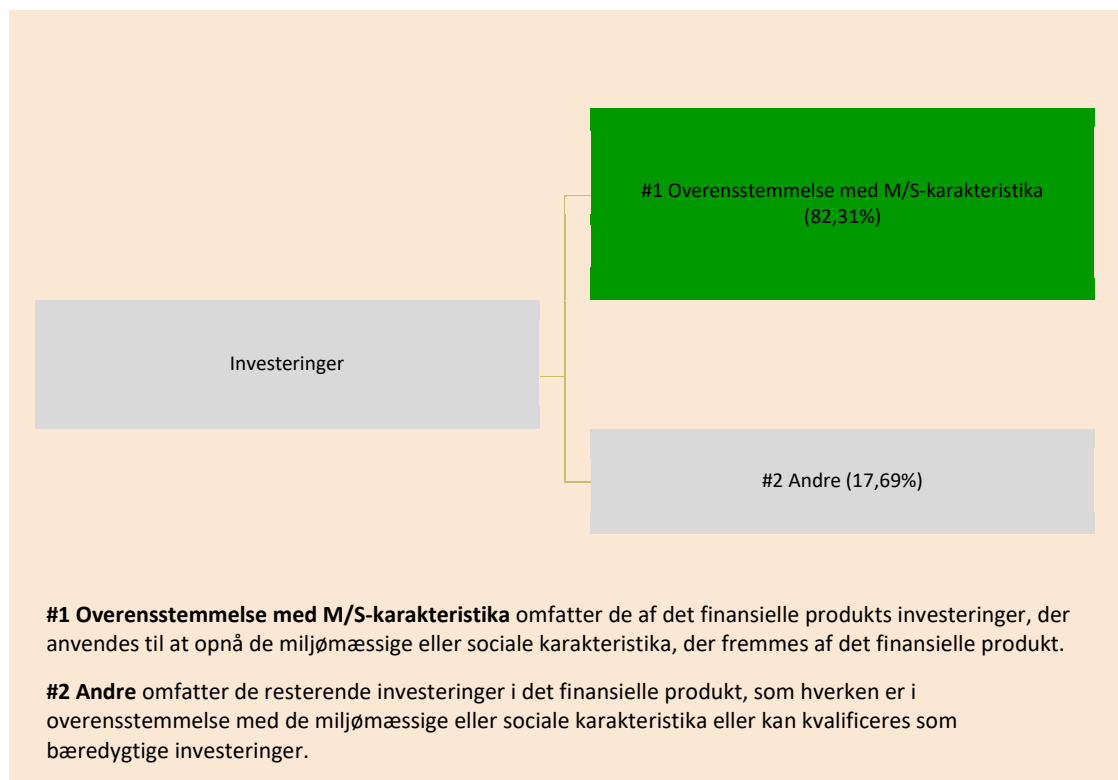 #1 Overensstemmelse med M/S-karakteristika
(82,31%)
Investeringer
#2 Andre (17,69%)
#1 Overensstemmelse med M/S-karakteristika omfatter de af det finansielle produkts investeringer, der
anvendes til at opnå de miljømæssige eller sociale karakteristika, der fremmes af det finansielle produkt.
#2 Andre omfatter de resterende investeringer i det finansielle produkt, som hverken er i
overensstemmelse med de miljømæssige eller sociale karakteristika eller kan kvalificeres som
bæredygtige investeringer.